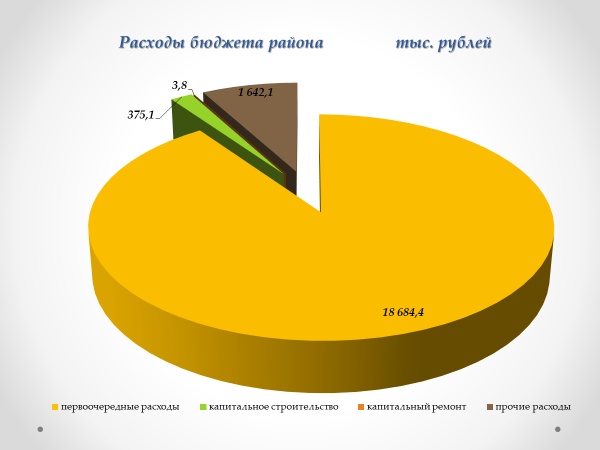 Расходы бюджета района тыс. рублей
3,8
1 642,1
375,1
18 684,4
первоочередные расходы капитальное строительство капитальный ремонт прочие расходы